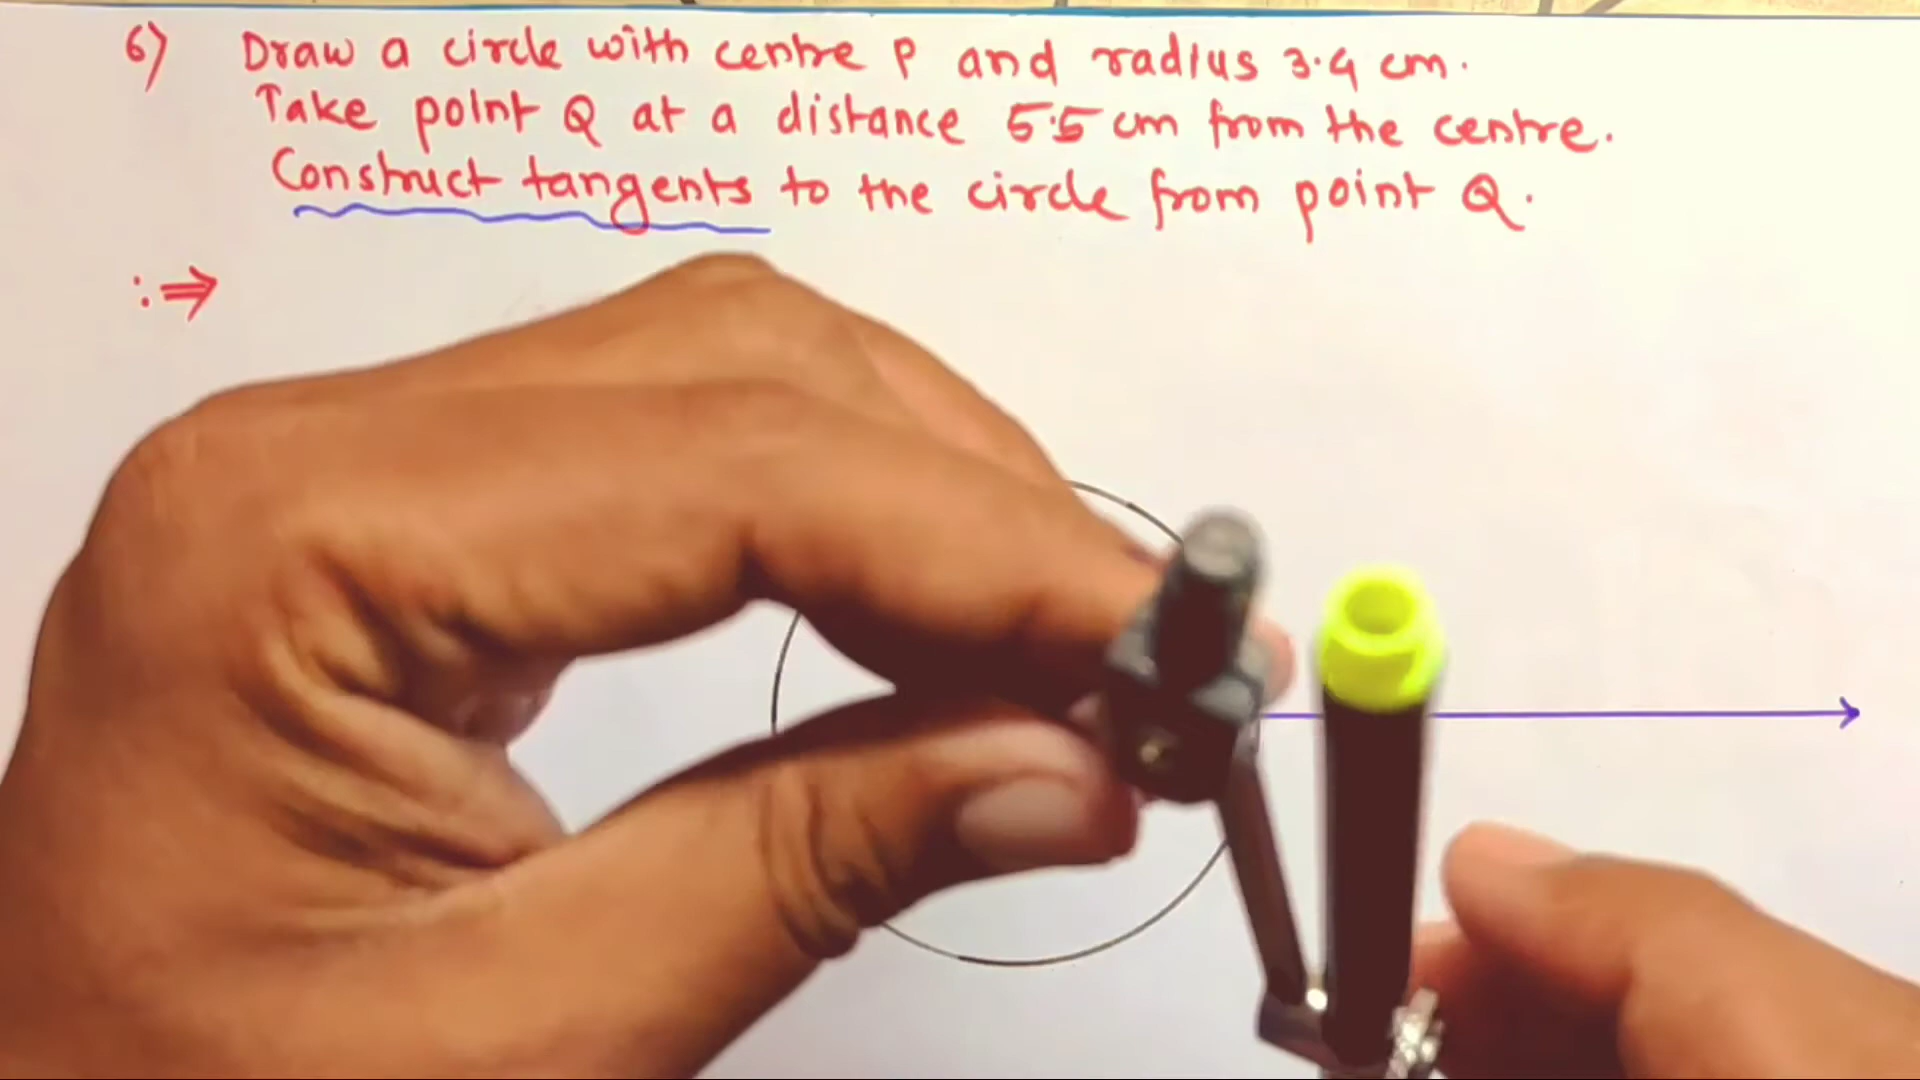 6) Draw a circle with centre P and radius 3.4 cm.
Take point Q at a distance 5.5 cm from the centre.
Construct tangents to the circle from point Q.
:⇒